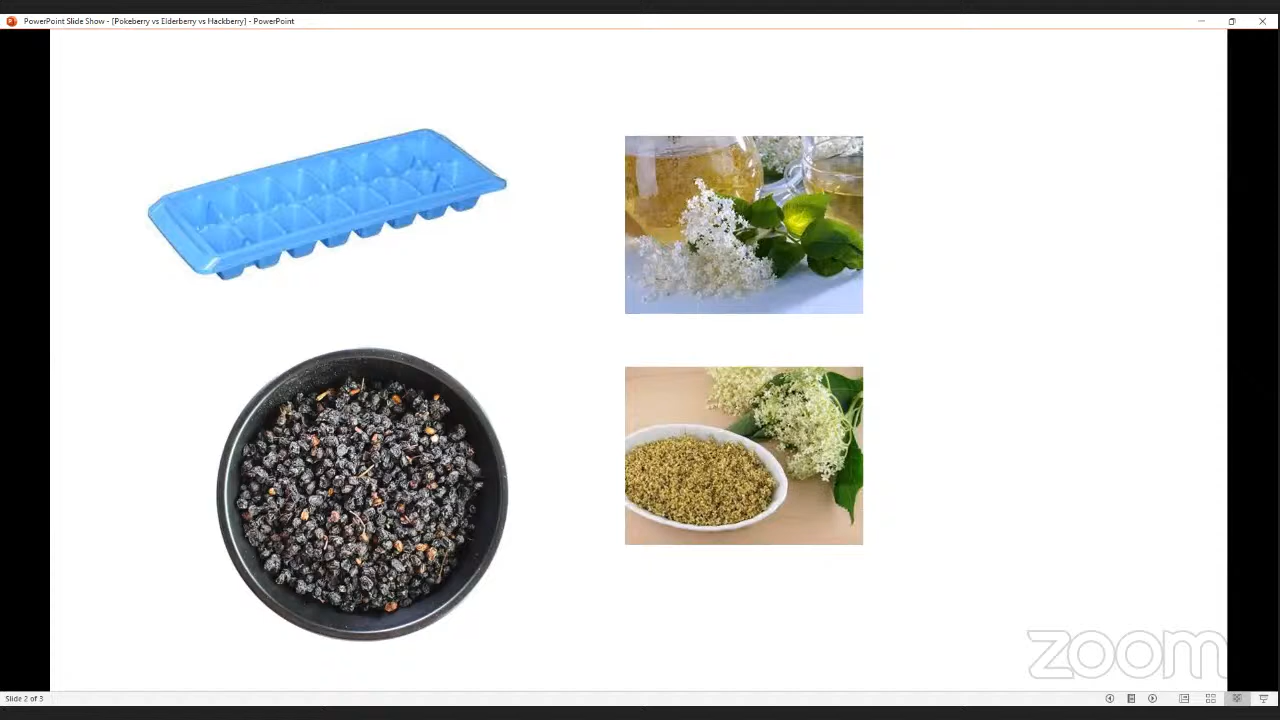 PowerPoint Slide Show - [Pokeberry vs Elderberry vs Hackberry] - PowerPoint
zoom
Slide 2 of 3